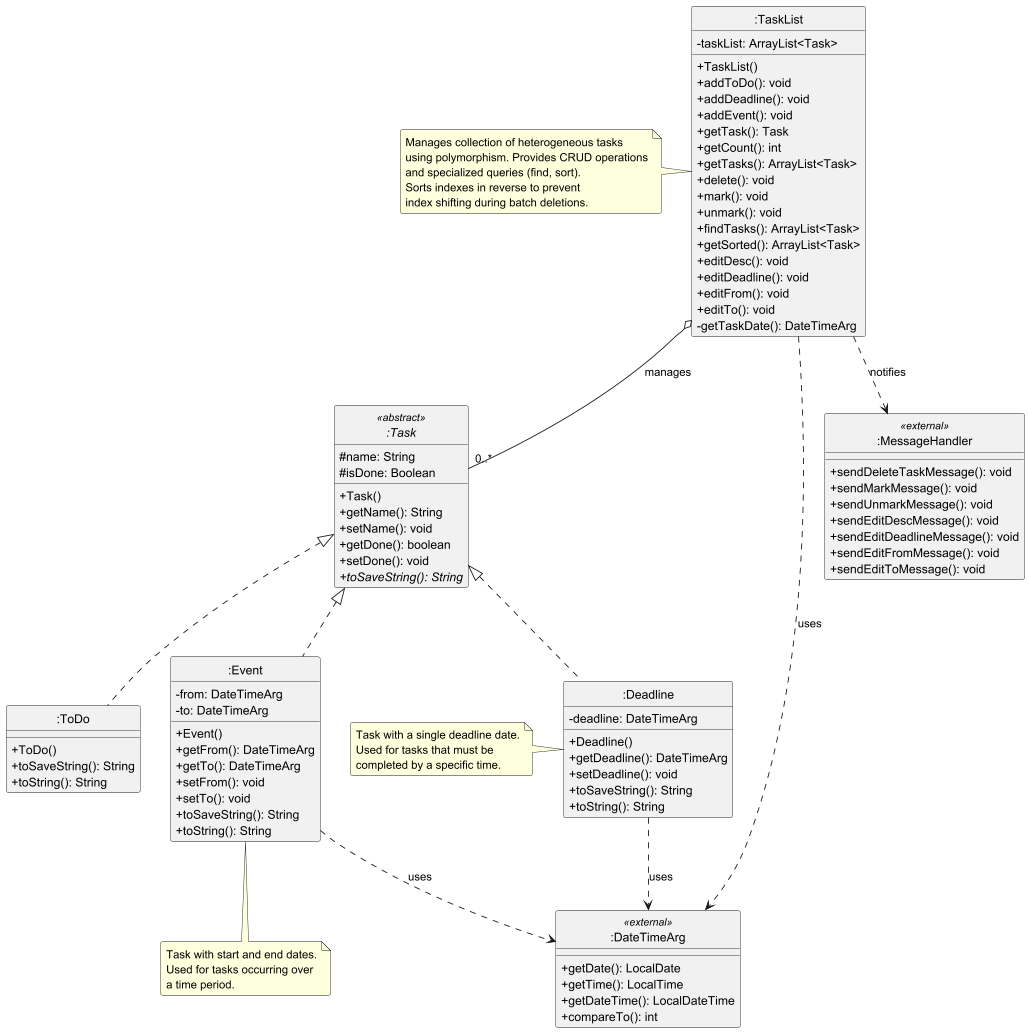 :TaskList
-taskList: ArrayList<Task>
+TaskList()
+addToDo(): void
+addDeadline(): void
+addEvent(): void
+getTask(): Task
+getCount(): int
+getTasks(): ArrayList<Task>
+delete(): void
+mark(): void
+unmark(): void
+findTasks(): ArrayList<Task>
+getSorted(): ArrayList<Task>
+editDesc(): void
+editDeadline(): void
+editFrom(): void
+editTo(): void
-getTaskDate(): DateTimeArg
Manages collection of heterogeneous tasks
using polymorphism. Provides CRUD operations
and specialized queries (find, sort).
Sorts indexes in reverse to prevent
index shifting during batch deletions.
manages
notifies
0..*
«abstract»
:Task
#name: String
#isDone: Boolean
+Task()
+getName(): String
+setName(): void
+getDone(): boolean
+setDone(): void
+toSaveString(): String
«external»
:MessageHandler
+sendDeleteTaskMessage(): void
+sendMarkMessage(): void
+sendUnmarkMessage(): void
+sendEditDescMessage(): void
+sendEditDeadlineMessage(): void
+sendEditFromMessage(): void
+sendEditToMessage(): void
uses
:ToDo
+ToDo()
+toSaveString(): String
+toString(): String
:Event
-from: DateTimeArg
-to: DateTimeArg
+Event()
+getFrom(): DateTimeArg
+getTo(): DateTimeArg
+setFrom(): void
+setTo(): void
+toSaveString(): String
+toString(): String
Task with a single deadline date.
Used for tasks that must be
completed by a specific time.
:Deadline
-deadline: DateTimeArg
+Deadline()
+getDeadline(): DateTimeArg
+setDeadline(): void
+toSaveString(): String
+toString(): String
uses
uses
Task with start and end dates.
Used for tasks occurring over
a time period.
«external»
:DateTimeArg
+getDate(): LocalDate
+getTime(): LocalTime
+getDateTime(): LocalDateTime
+compareTo(): int